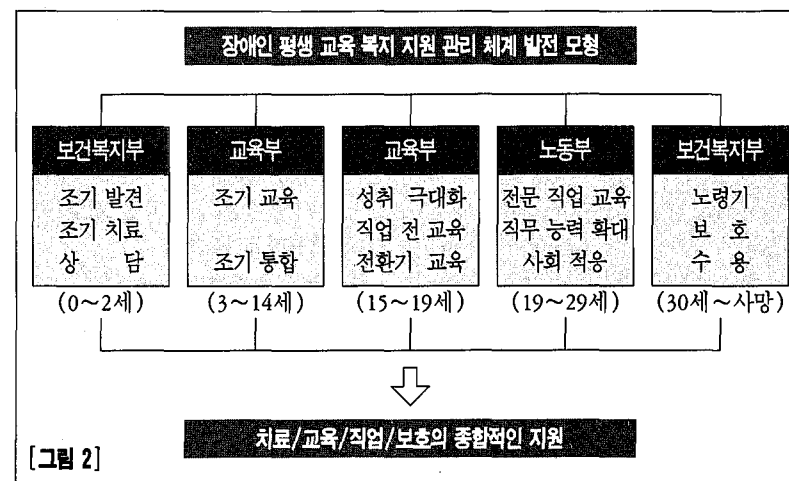 장애인 평생 교육 복지 지원 관리 체계 발전 모형
보건복지부
조기 발견
조기 치료
상 담
(0~2세)
교육부
조기 교육
조기 통합
(3~14세)
교육부
성취 극대화
직업 전 교육
전환기 교육
(15~19세)
노동부
전문 직업 교육
직무 능력 확대
사회 적응
(19~29세)
보건복지부
노령기
보 호
수 용
(30세~사망)
치료/교육/직업/보호의 종합적인 지원
[그림 2]